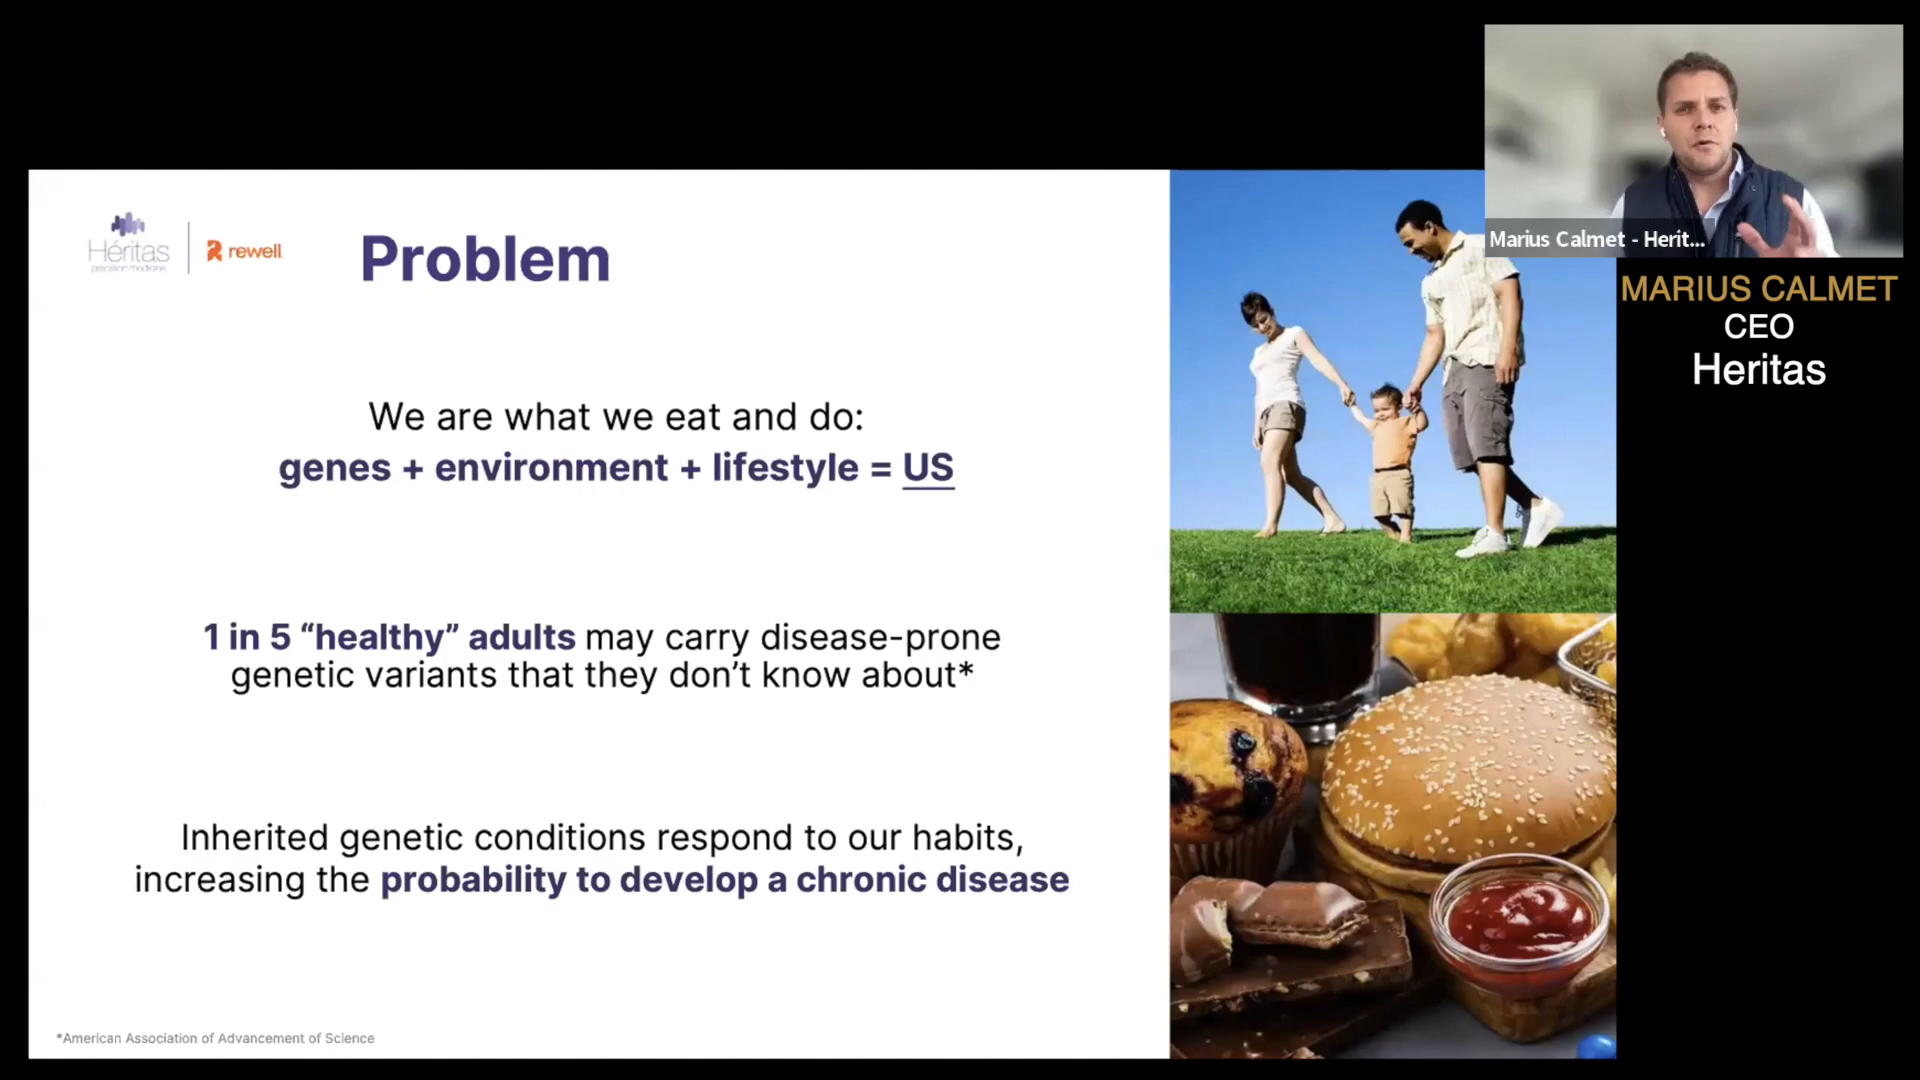 Héritas
precision medicine
rewell
Problem
We are what we eat and do:
genes + environment + lifestyle = US
1 in 5 “healthy” adults may carry disease-prone
genetic variants that they don’t know about*
Inherited genetic conditions respond to our habits,
increasing the probability to develop a chronic disease
*American Association of Advancement of Science
Marius Calmet - Herit...
MARIUS CALMET
CEO
Heritas